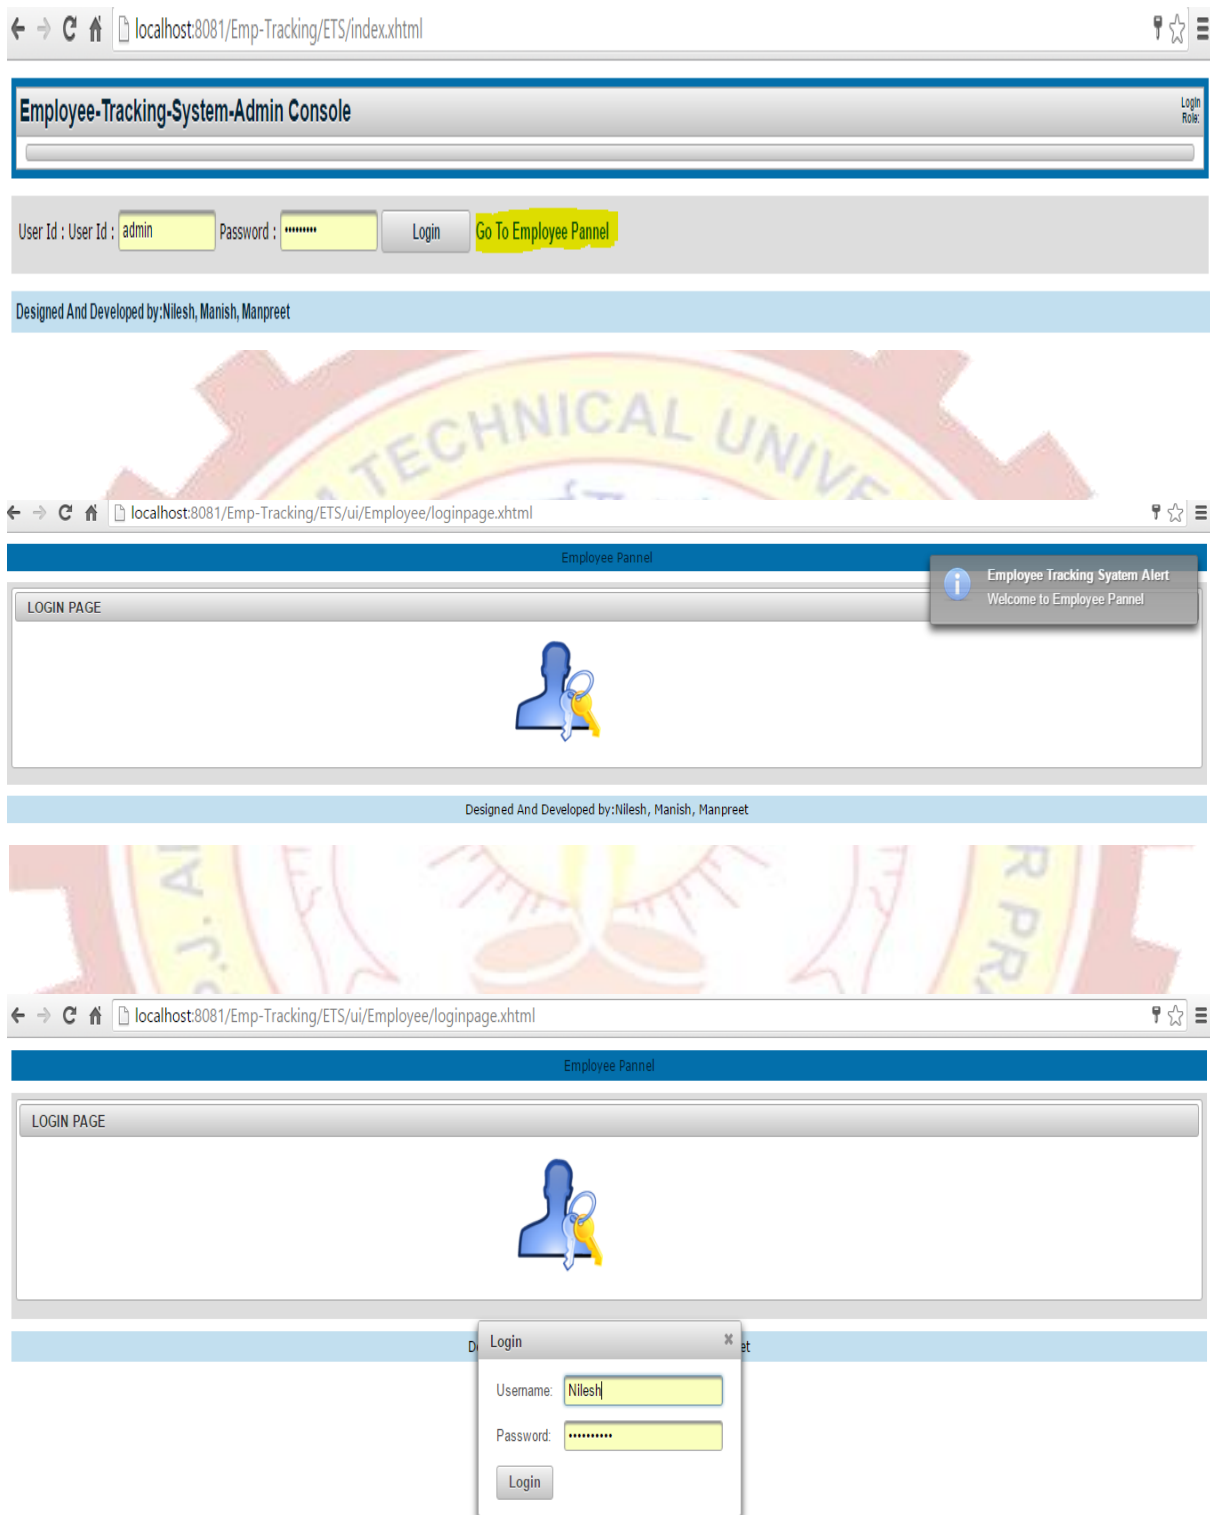 localhost:8081/Emp-Tracking/ETS/index.xhtml
Employee-Tracking-System-Admin Console
Login
Role:
User Id : User Id : admin Password : ••••••••• Login Go To Employee Pannel
Designed And Developed by:Nilesh, Manish, Manpreet
TECHNICAL UNIVE
localhost:8081/Emp-Tracking/ETS/ui/Employee/loginpage.xhtml
Employee Pannel
Employee Tracking Syatem Alert
Welcome to Employee Pannel
LOGIN PAGE
Designed And Developed by:Nilesh, Manish, Manpreet
P.J. A
R PRA
localhost:8081/Emp-Tracking/ETS/ui/Employee/loginpage.xhtml
Employee Pannel
LOGIN PAGE
D
et
Login
Username: Nilesh
Password: ••••••••••
Login